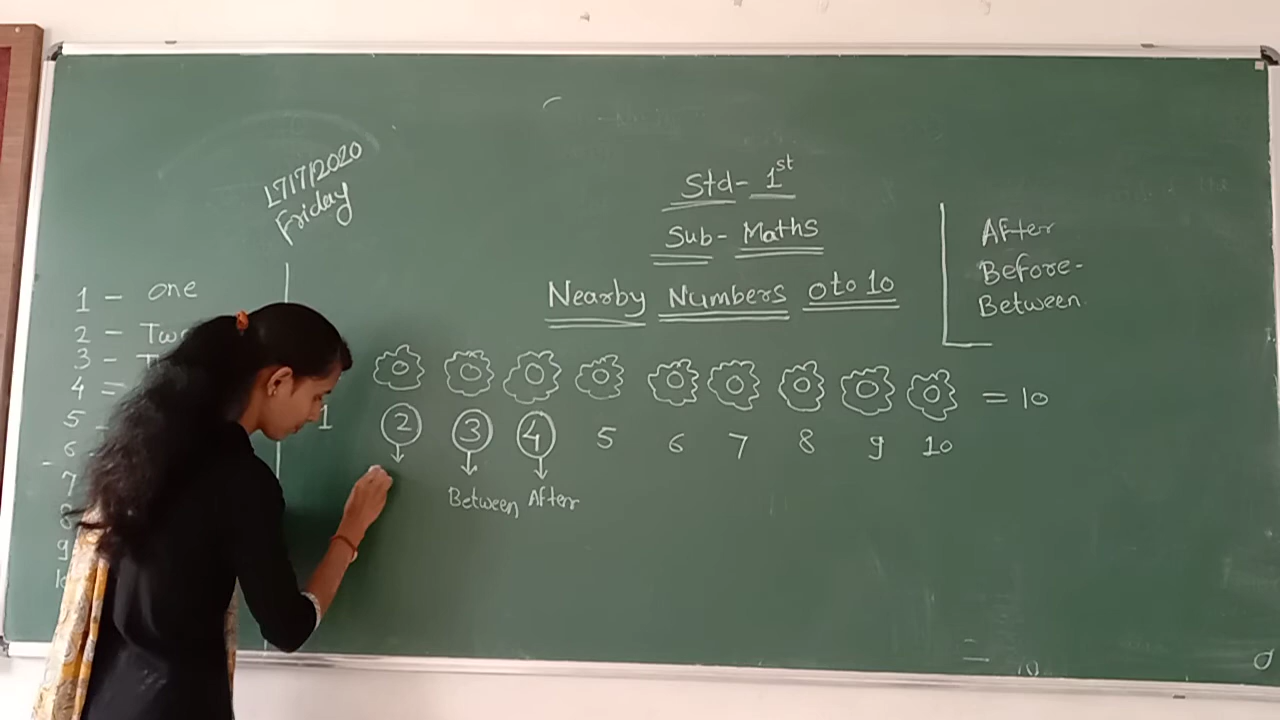 17/7/2020
Friday
Std- 1st
Sub- Maths
Nearby Numbers 0 to 10
After
Before-
Between
1 - one
2 - Two
3 -
4 =
5 -
6
7
8
9
= 10
1 2 3 4 5 6 7 8 9 10
Between After